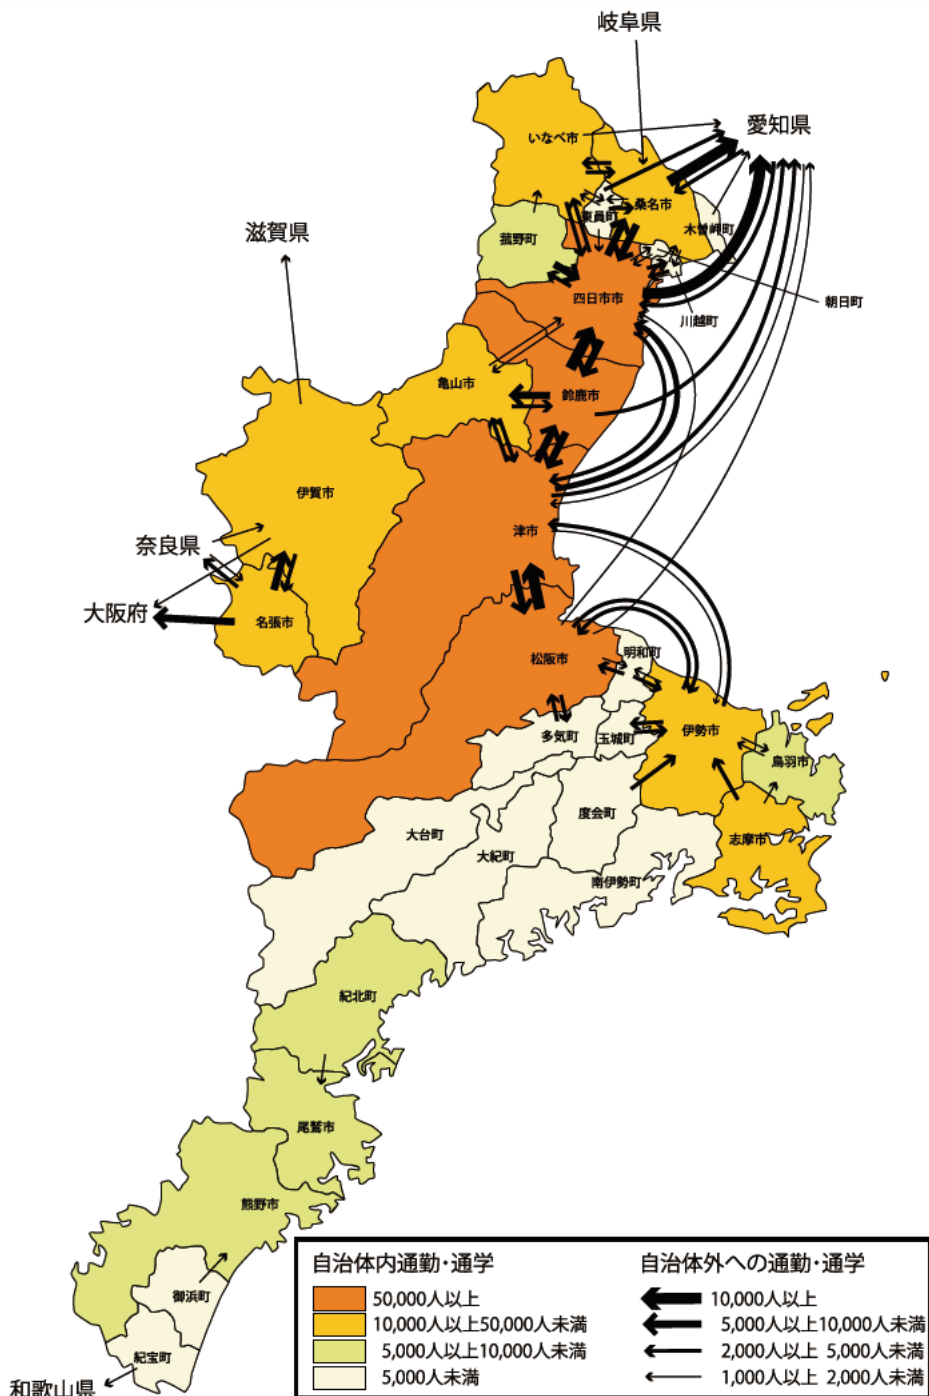 岐阜県
愛知県
いなべ市
桑名市
東員町
木曽岬町
菰野町
滋賀県
四日市市
朝日町
川越町
亀山市
鈴鹿市
伊賀市
津市
奈良県
大阪府
名張市
松阪市
明和町
多気町
玉城町
伊勢市
鳥羽市
度会町
大台町
志摩市
大紀町
南伊勢町
紀北町
尾鷲市
熊野市
御浜町
紀宝町
和歌山県
自治体内通勤・通学
50,000人以上
10,000人以上50,000人未満
5,000人以上10,000人未満
5,000人未満
自治体外への通勤・通学
10,000人以上
5,000人以上10,000人未満
2,000人以上 5,000人未満
1,000人以上 2,000人未満